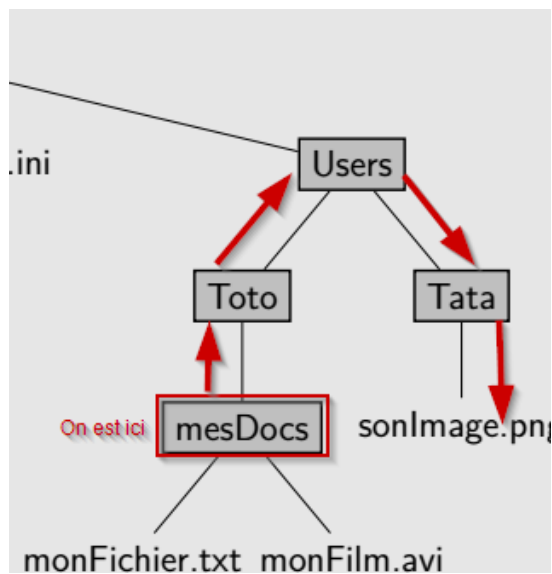 .ini
Users
Toto
Tata
On est ici
mesDocs
sonImage.png
monFichier.txt
monFilm.avi